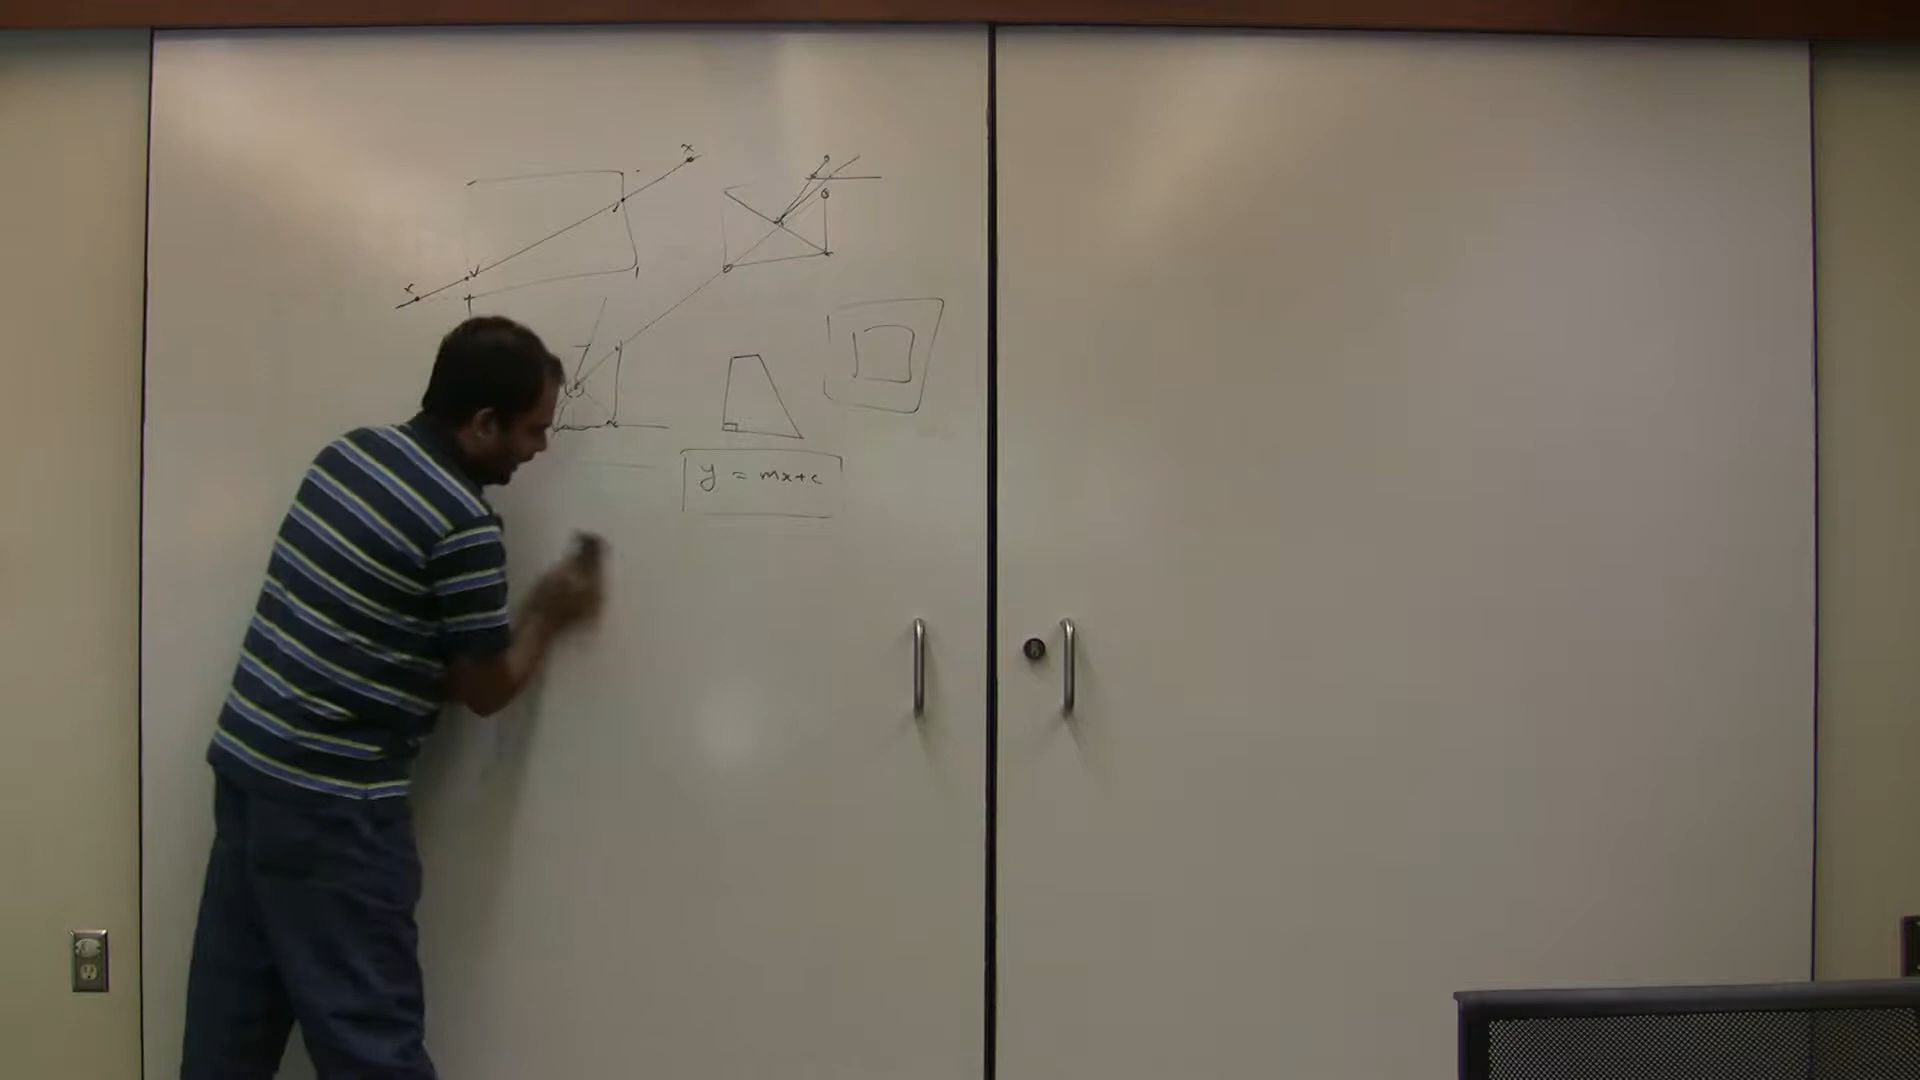 x
x
y = mx+c